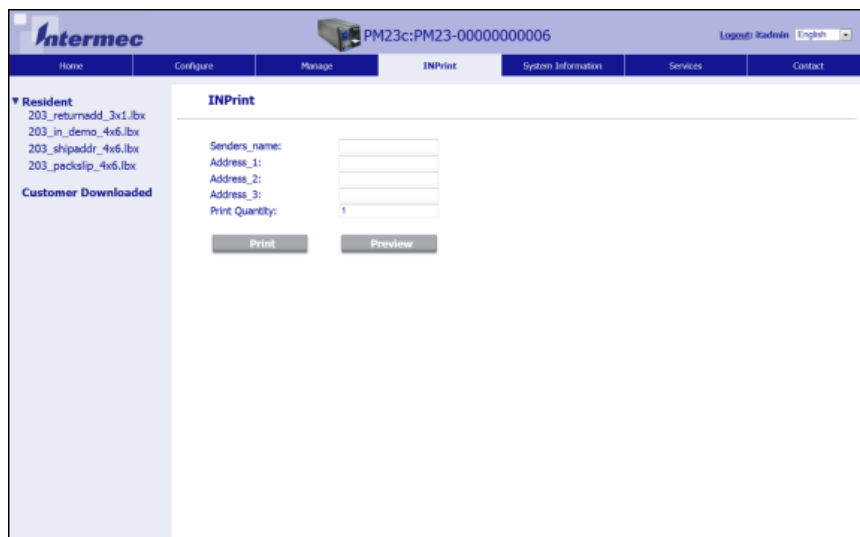 Intermec
PM23c:PM23-00000000006
Logout: itadmin English
Home Configure Manage INPrint System Information Services Contact
Resident
203_returnadd_3x1.lbx
203_in_demo_4x6.lbx
203_shipaddr_4x6.lbx
203_packslip_4x6.lbx
Customer Downloaded
INPrint
Senders_name:
Address_1:
Address_2:
Address_3:
Print Quantity: 1
Print Preview